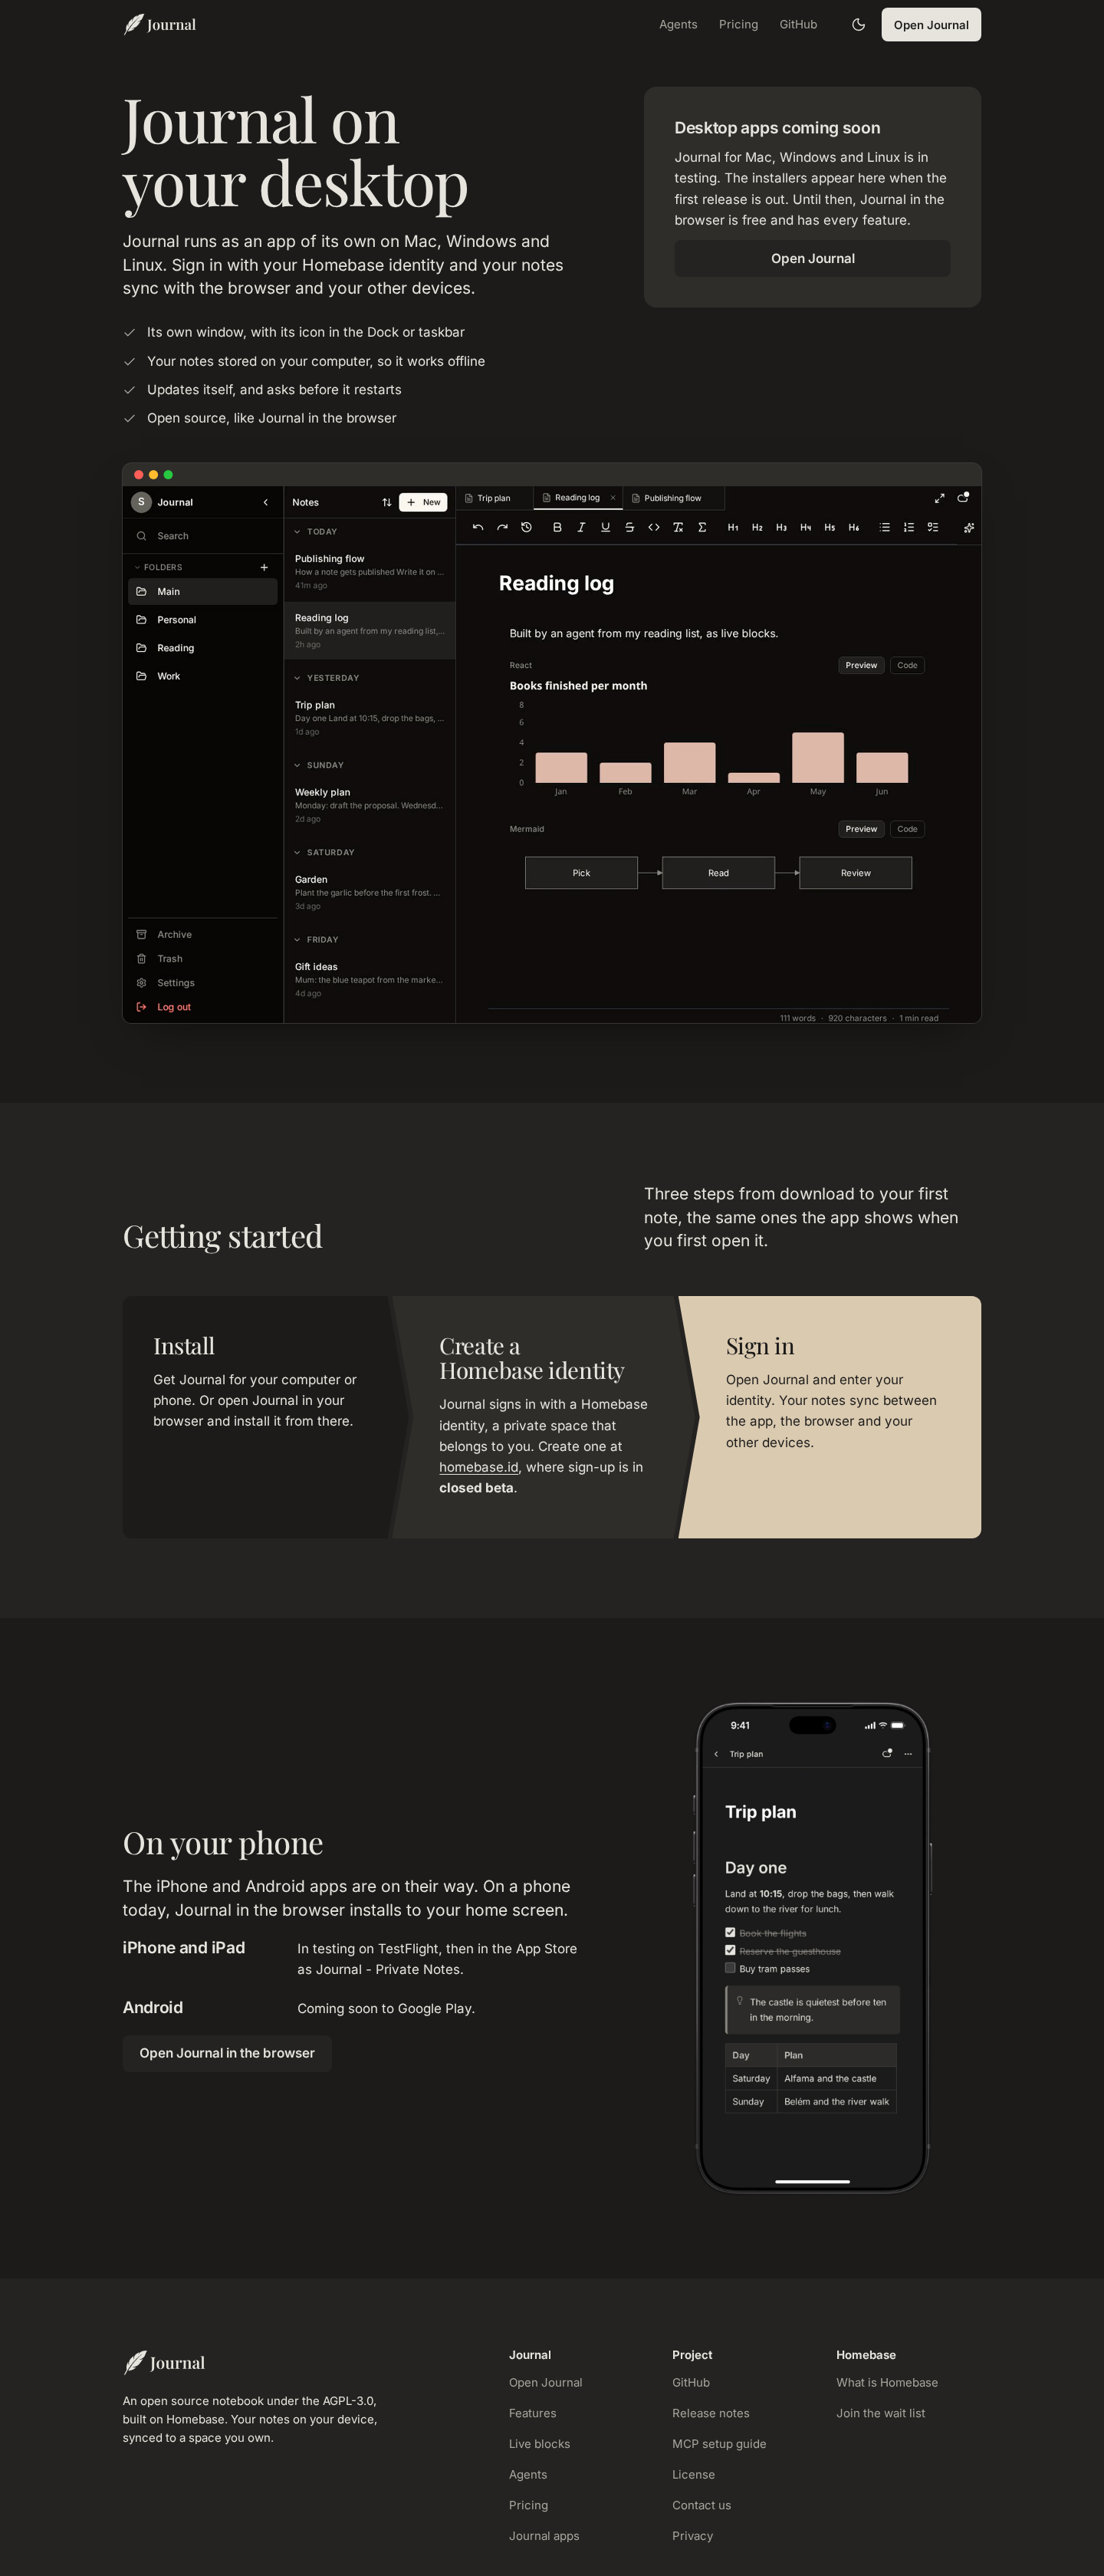 Journal
Agents
Pricing
GitHub
Open Journal
Journal on
your desktop
Journal runs as an app of its own on Mac, Windows and
Linux. Sign in with your Homebase identity and your notes
sync with the browser and your other devices.
Its own window, with its icon in the Dock or taskbar
Your notes stored on your computer, so it works offline
Updates itself, and asks before it restarts
Open source, like Journal in the browser
Desktop apps coming soon
Journal for Mac, Windows and Linux is in
testing. The installers appear here when the
first release is out. Until then, Journal in the
browser is free and has every feature.
Open Journal
S
Journal
Search
FOLDERS
Main
Personal
Reading
Work
Archive
Trash
Settings
Log out
Notes
New
TODAY
Publishing flow
How a note gets published Write it on ...
41m ago
Reading log
Built by an agent from my reading list,...
2h ago
YESTERDAY
Trip plan
Day one Land at 10:15, drop the bags, ...
1d ago
SUNDAY
Weekly plan
Monday: draft the proposal. Wednesd...
2d ago
SATURDAY
Garden
Plant the garlic before the first frost. ...
3d ago
FRIDAY
Gift ideas
Mum: the blue teapot from the marke...
4d ago
Trip plan
Reading log
Publishing flow
B I U S H1 H2 H3 H4 H5 H6
Reading log
Built by an agent from my reading list, as live blocks.
React
Preview
Code
Books finished per month
8
6
4
2
0
Jan Feb Mar Apr May Jun
Mermaid
Preview
Code
Pick
Read
Review
111 words · 920 characters · 1 min read
Getting started
Three steps from download to your first
note, the same ones the app shows when
you first open it.
Install
Get Journal for your computer or
phone. Or open Journal in your
browser and install it from there.
Create a
Homebase identity
Journal signs in with a Homebase
identity, a private space that
belongs to you. Create one at
homebase.id, where sign-up is in
closed beta.
Sign in
Open Journal and enter your
identity. Your notes sync between
the app, the browser and your
other devices.
On your phone
The iPhone and Android apps are on their way. On a phone
today, Journal in the browser installs to your home screen.
iPhone and iPad
In testing on TestFlight, then in the App Store
as Journal - Private Notes.
Android
Coming soon to Google Play.
Open Journal in the browser
9:41
Trip plan
Trip plan
Day one
Land at 10:15, drop the bags, then walk
down to the river for lunch.
Book the flights
Reserve the guesthouse
Buy tram passes
The castle is quietest before ten
in the morning.
Day Plan
Saturday Alfama and the castle
Sunday Belém and the river walk
Journal
An open source notebook under the AGPL-3.0,
built on Homebase. Your notes on your device,
synced to a space you own.
Journal
Open Journal
Features
Live blocks
Agents
Pricing
Journal apps
Project
GitHub
Release notes
MCP setup guide
License
Contact us
Privacy
Homebase
What is Homebase
Join the wait list